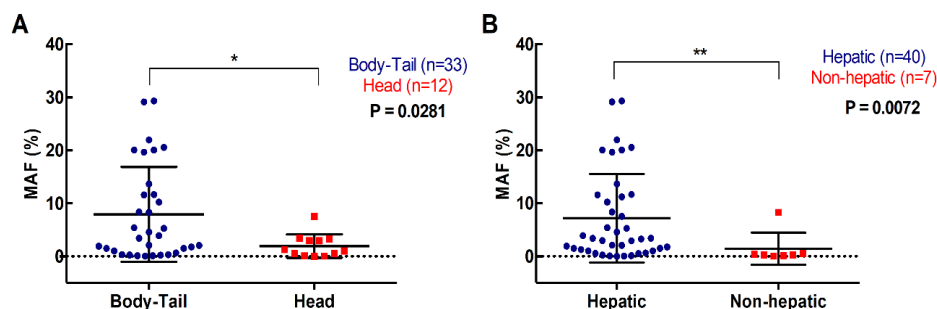 A
40
30
20
10
0
MAF (%)
*
Body-Tail (n=33)
Head (n=12)
P = 0.0281
Body-Tail
Head
B
40
30
20
10
0
MAF (%)
**
Hepatic (n=40)
Non-hepatic (n=7)
P = 0.0072
Hepatic
Non-hepatic